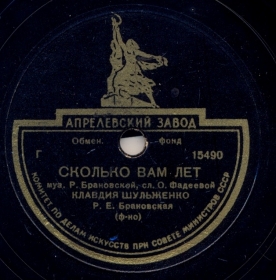 АПРЕЛЕВСКИЙ ЗАВОД
Обмен. фонд
Г 15490
СКОЛЬКО ВАМ ЛЕТ
муз. Р. Браковской, сл. О. Фадеевой
КЛАВДИЯ ШУЛЬЖЕНКО
Р. Е. Браковская
(ф-но)
КОМИТЕТ ПО ДЕЛАМ ИСКУССТВ ПРИ СОВЕТЕ МИНИСТРОВ СССР